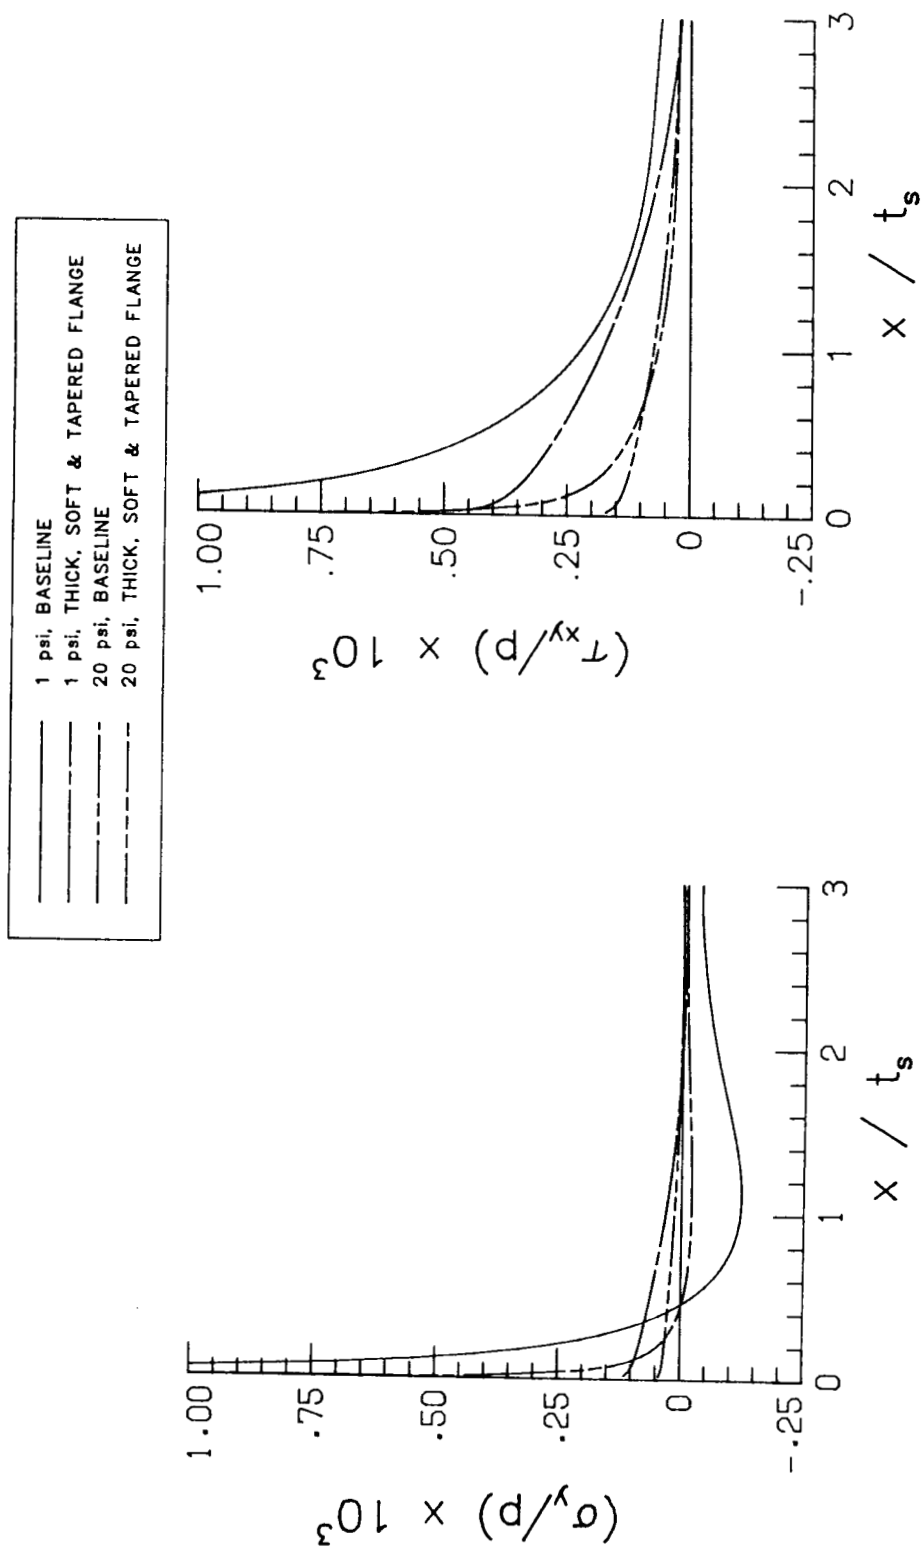 1 psi, BASELINE
1 psi, THICK, SOFT & TAPERED FLANGE
20 psi, BASELINE
20 psi, THICK, SOFT & TAPERED FLANGE
(σy/p) × 10³
1.00
.75
.50
.25
0
-.25
0
1
2
3
x / ts
(τxy/p) × 10³
1.00
.75
.50
.25
0
-.25
0
1
2
3
x / ts